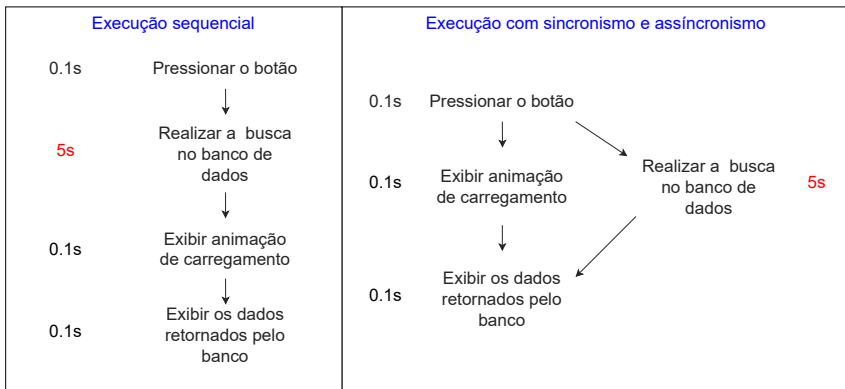 Execução sequencial
0.1s
Pressionar o botão
5s
Realizar a busca
no banco de
dados
0.1s
Exibir animação
de carregamento
0.1s
Exibir os dados
retornados pelo
banco
Execução com sincronismo e assíncronismo
0.1s
Pressionar o botão
0.1s
Exibir animação
de carregamento
Realizar a busca
no banco de
dados
5s
0.1s
Exibir os dados
retornados pelo
banco